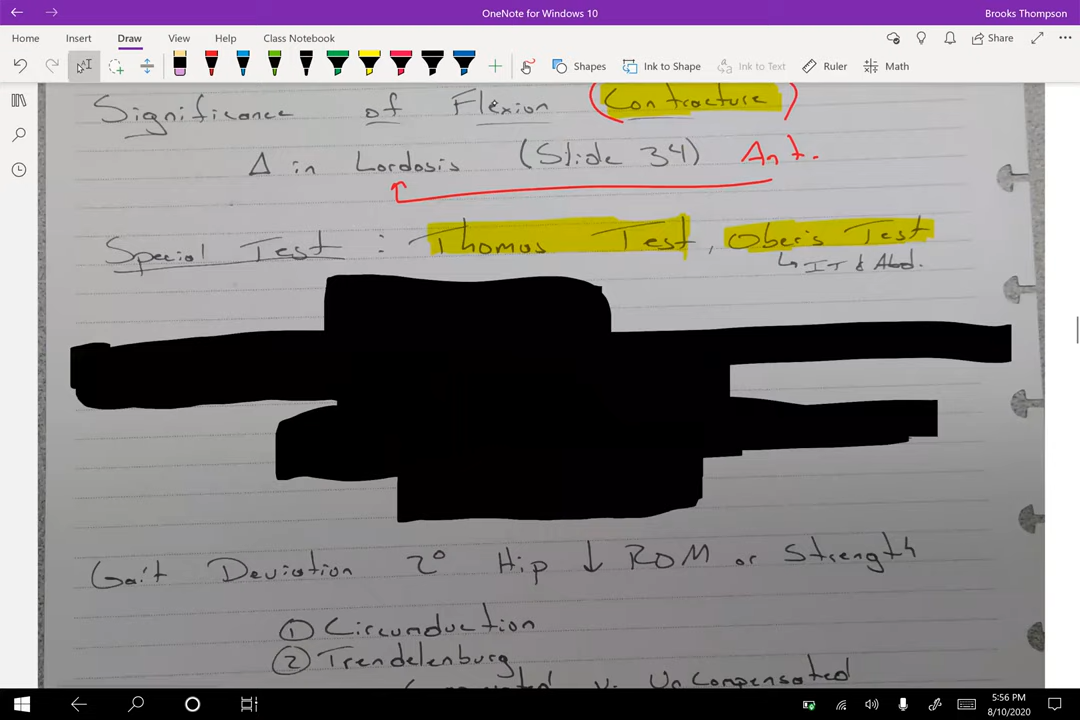 OneNote for Windows 10
Brooks Thompson
Home Insert Draw View Help Class Notebook
Share
Shapes Ink to Shape Ink to Text Ruler Math
Significance of Flexion (Contracture)
Δ in Lordosis (Slide 34) Ant.
Special Test : Thomas Test, Ober's Test
↳ IT & Abd.
Gait Deviation 2° Hip ↓ ROM or Strength
① Circumduction
② Trendelenburg
vs UnCompensated
5:56 PM
8/10/2020